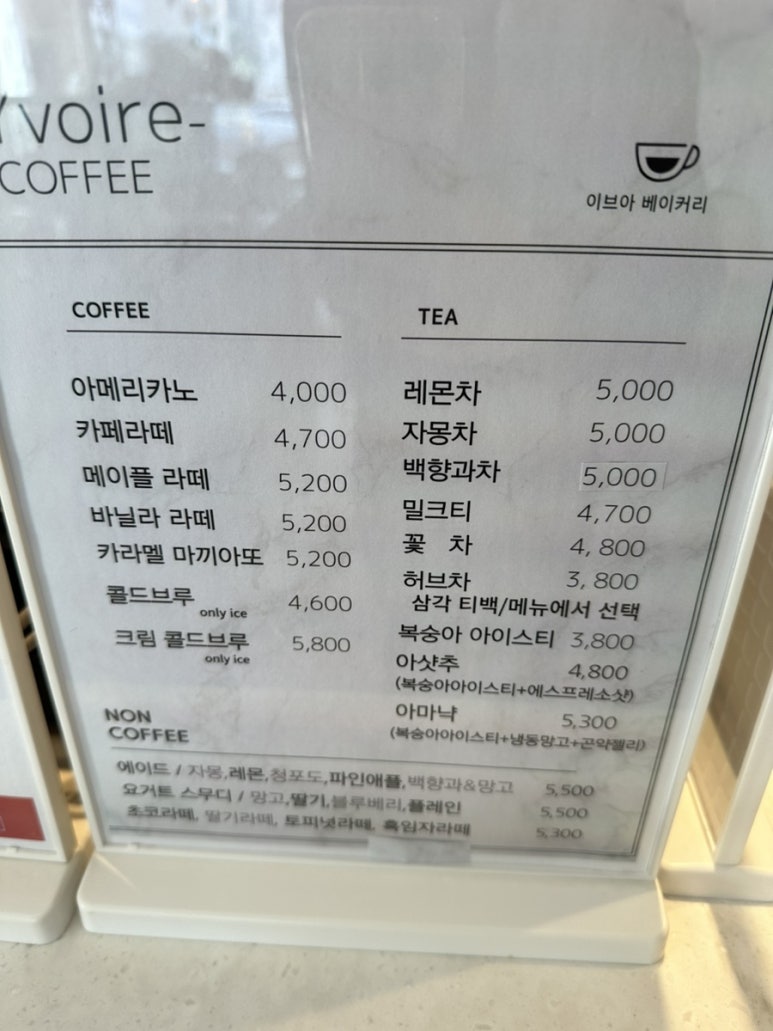 Yvoire-
COFFEE
이브아 베이커리
COFFEE
아메리카노 4,000
카페라떼 4,700
메이플 라떼 5,200
바닐라 라떼 5,200
카라멜 마끼아또 5,200
콜드브루 only ice 4,600
크림 콜드브루 only ice 5,800
TEA
레몬차 5,000
자몽차 5,000
백향과차 5,000
밀크티 4,700
꽃 차 4,800
허브차 3,800
삼각 티백/메뉴에서 선택
복숭아 아이스티 3,800
아샷추 4,800
(복숭아아이스티+에스프레소샷)
아마냑 5,300
(복숭아아이스티+냉동망고+곤약젤리)
NON
COFFEE
에이드 / 자몽,레몬,청포도,파인애플,백향과&망고 5,500
요거트 스무디 / 망고,딸기,블루베리,플레인 5,500
초코라떼, 딸기라떼, 토피넛라떼, 흑임자라떼 5,300